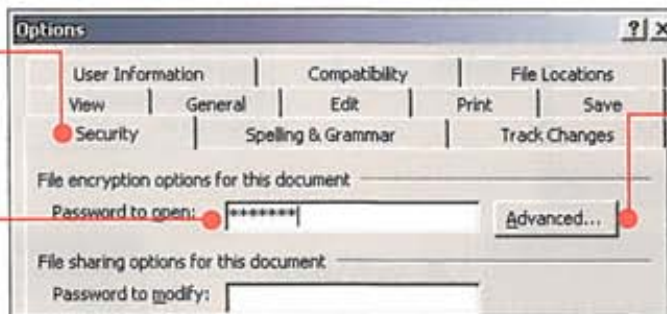 Options ? X
User Information Compatibility File Locations
View General Edit Print Save
Security Spelling & Grammar Track Changes
File encryption options for this document
Password to open: ******* Advanced...
File sharing options for this document
Password to modify: